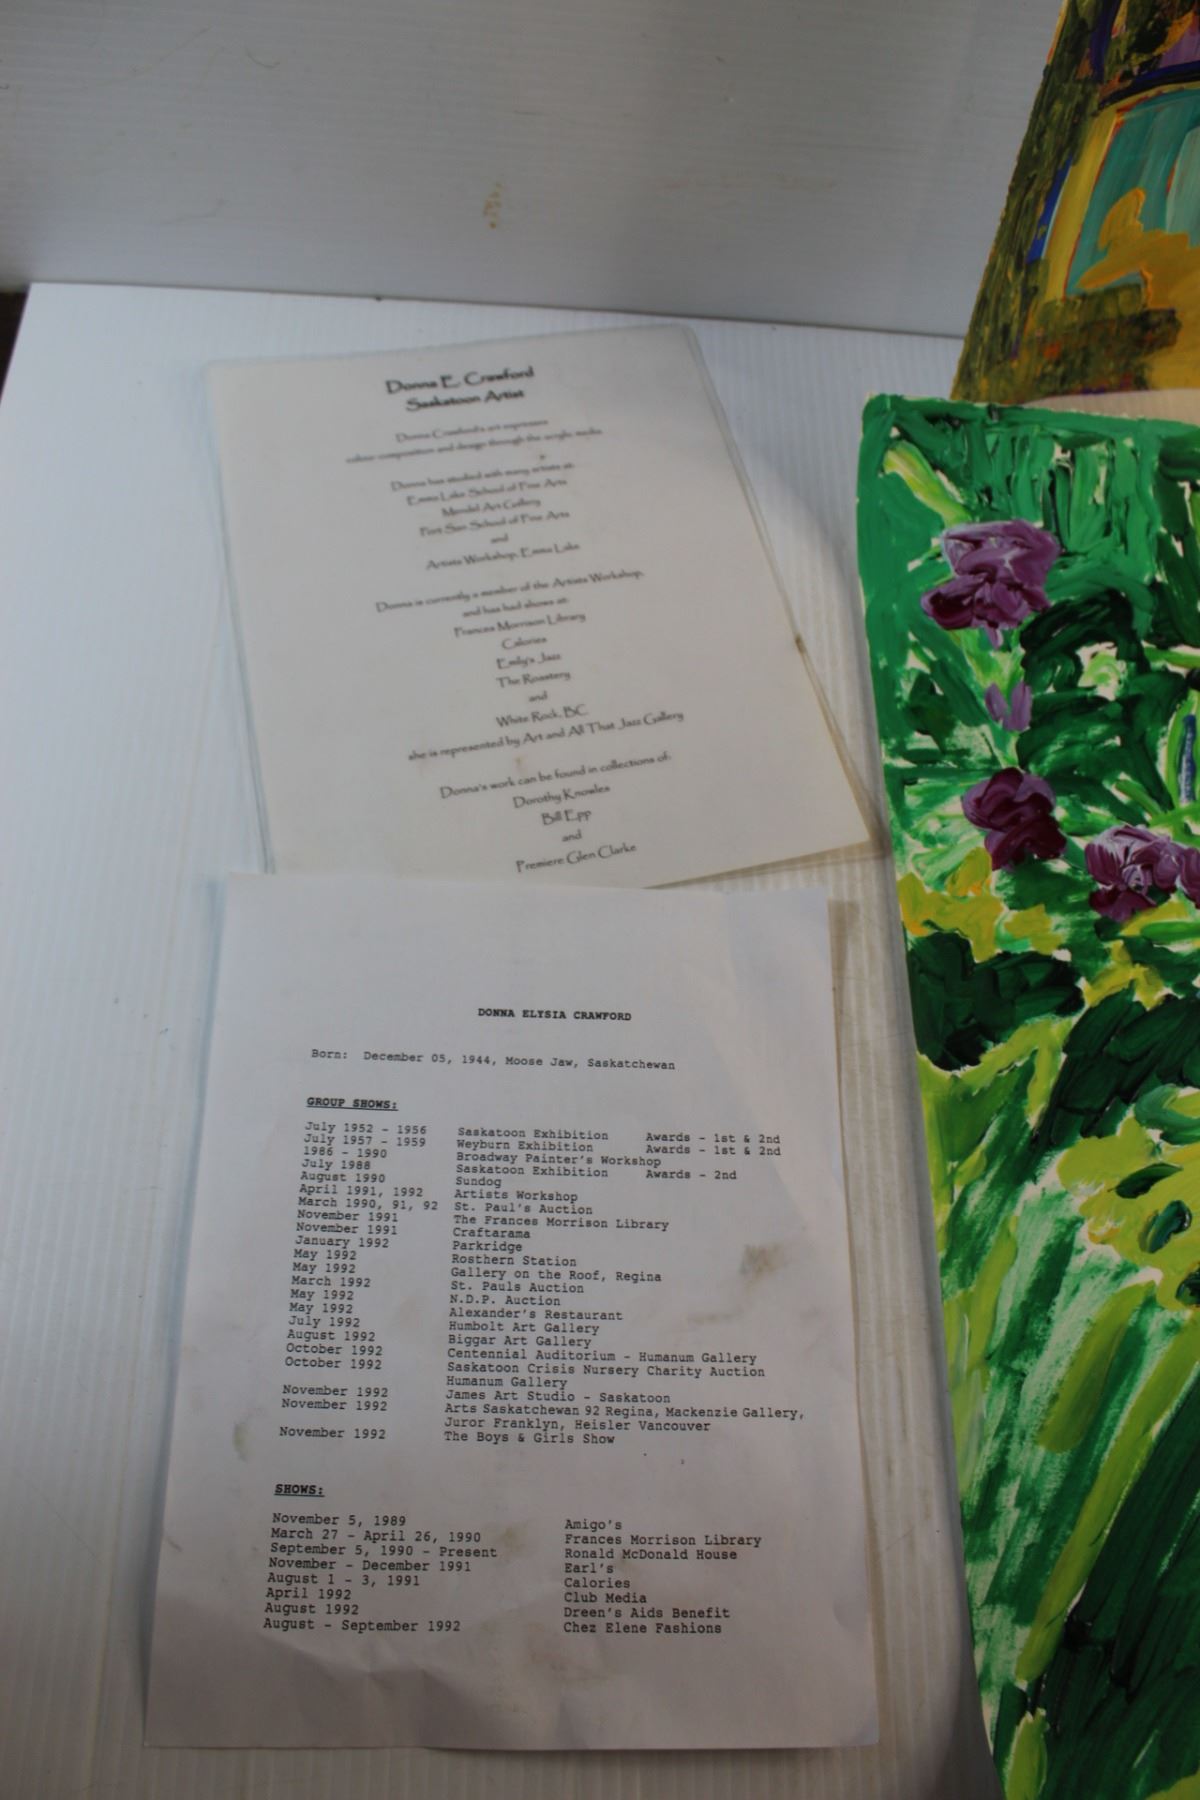 Donna E. Crawford
Saskatoon Artist
Donna Crawford's art expresses
colour composition and design through the acrylic media
Donna has studied with many artists at:
Emma Lake School of Fine Arts
Mendel Art Gallery
Fort San School of Fine Arts
and
Artists Workshop, Emma Lake
Donna is currently a member of the Artists Workshop,
and has had shows at:
Frances Morrison Library
Calories
Emily's Jazz
The Roastery
and
White Rock, BC
she is represented by Art and All That Jazz Gallery
Donna's work can be found in collections of:
Dorothy Knowles
Bill Epp
and
Premiere Glen Clarke
DONNA ELYSIA CRAWFORD
Born: December 05, 1944, Moose Jaw, Saskatchewan
GROUP SHOWS:
July 1952 - 1956 Saskatoon Exhibition Awards - 1st & 2nd
July 1957 - 1959 Weyburn Exhibition Awards - 1st & 2nd
1986 - 1990 Broadway Painter's Workshop
July 1988 Saskatoon Exhibition Awards - 2nd
August 1990 Sundog
April 1991, 1992 Artists Workshop
March 1990, 91, 92 St. Paul's Auction
November 1991 The Frances Morrison Library
November 1991 Craftarama
January 1992 Parkridge
May 1992 Rosthern Station
May 1992 Gallery on the Roof, Regina
March 1992 St. Pauls Auction
May 1992 N.D.P. Auction
May 1992 Alexander's Restaurant
July 1992 Humbolt Art Gallery
August 1992 Biggar Art Gallery
October 1992 Centennial Auditorium - Humanum Gallery
October 1992 Saskatoon Crisis Nursery Charity Auction
Humanum Gallery
November 1992 James Art Studio - Saskatoon
November 1992 Arts Saskatchewan 92 Regina, Mackenzie Gallery,
Juror Franklyn, Heisler Vancouver
November 1992 The Boys & Girls Show
SHOWS:
November 5, 1989 Amigo's
March 27 - April 26, 1990 Frances Morrison Library
September 5, 1990 - Present Ronald McDonald House
November - December 1991 Earl's
August 1 - 3, 1991 Calories
April 1992 Club Media
August 1992 Dreen's Aids Benefit
August - September 1992 Chez Elene Fashions